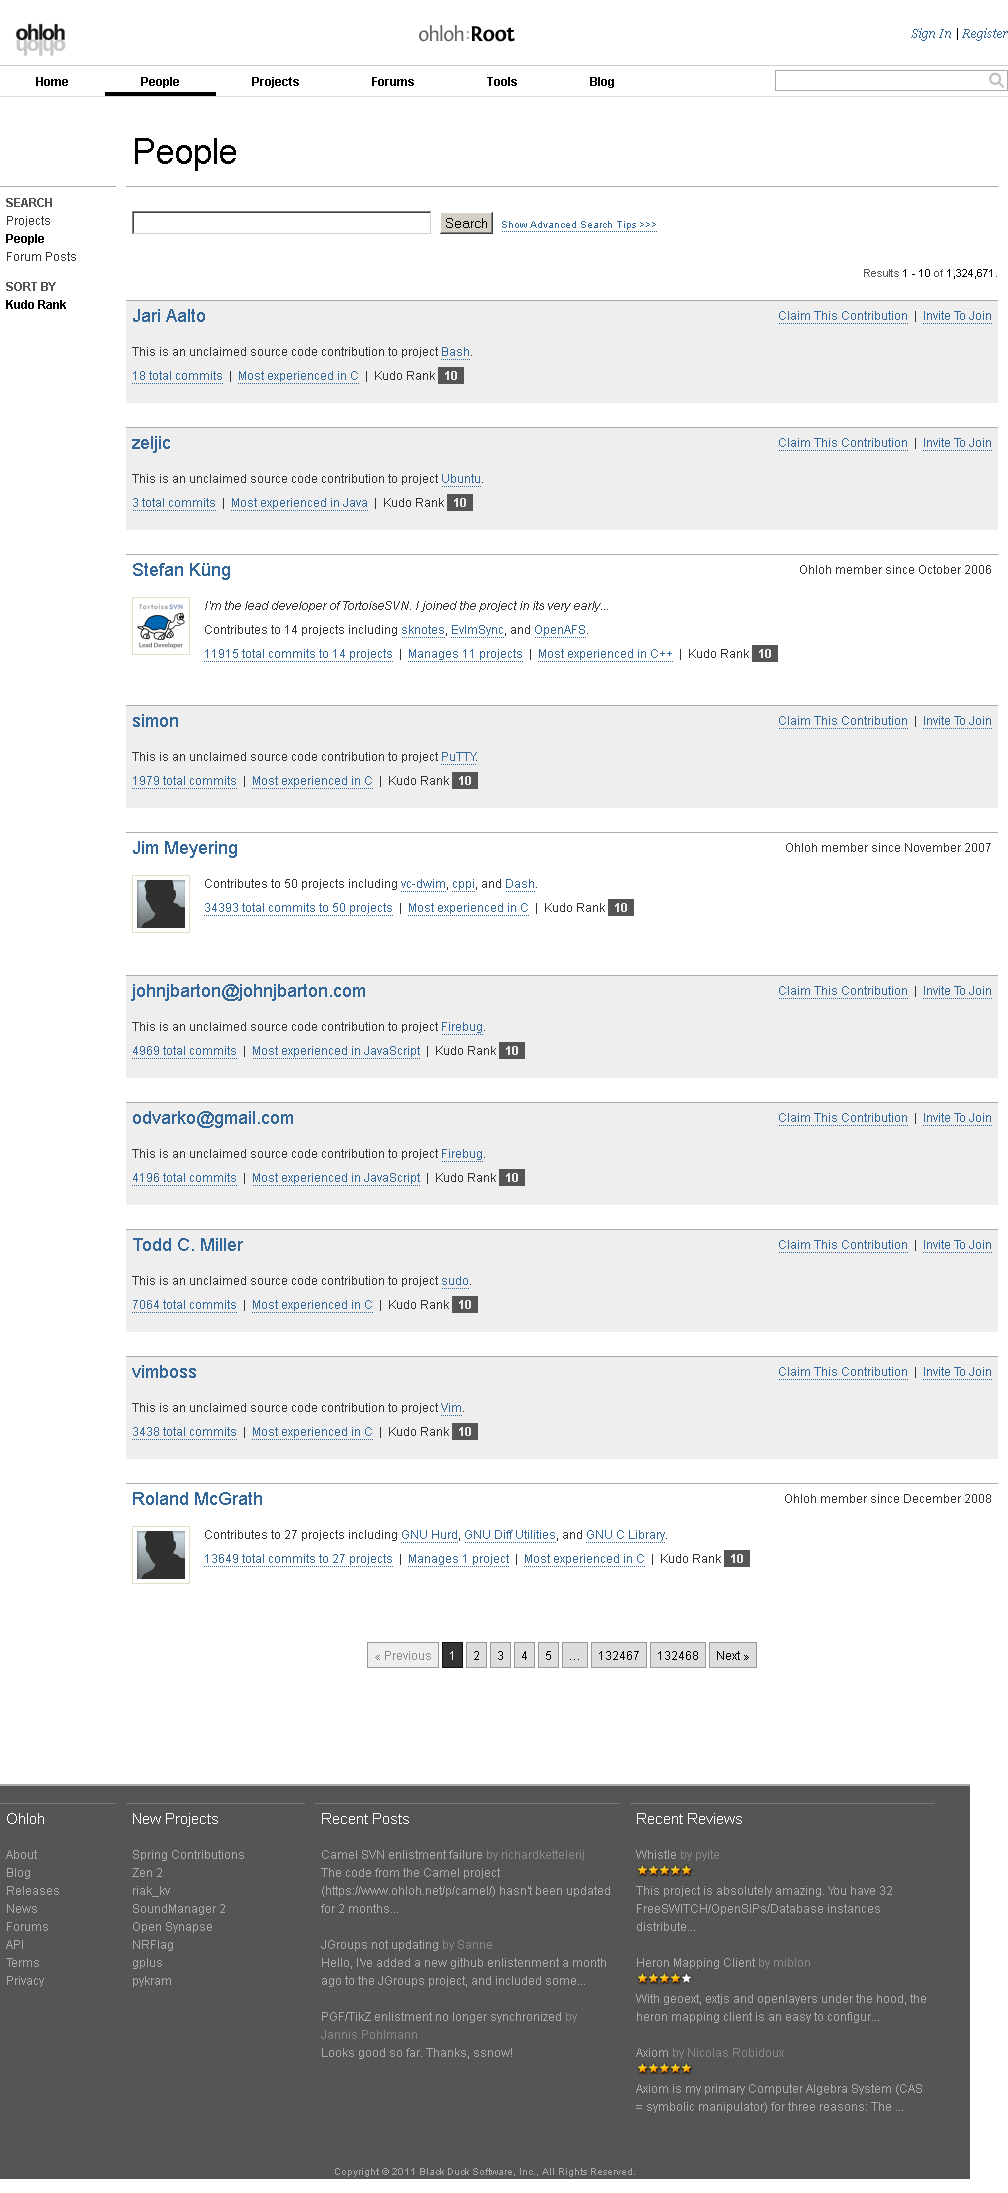 ohloh
ohloh:Root
Sign In | Register
Home People Projects Forums Tools Blog
People
SEARCH
Projects
People
Forum Posts
SORT BY
Kudo Rank
Search Show Advanced Search Tips >>>
Results 1 - 10 of 1,324,671.
Jari Aalto Claim This Contribution | Invite To Join
This is an unclaimed source code contribution to project Bash.
18 total commits | Most experienced in C | Kudo Rank 10
zeljic Claim This Contribution | Invite To Join
This is an unclaimed source code contribution to project Ubuntu.
3 total commits | Most experienced in Java | Kudo Rank 10
Stefan Küng Ohloh member since October 2006
TortoiseSVN
Lead Developer
I'm the lead developer of TortoiseSVN. I joined the project in its very early...
Contributes to 14 projects including sknotes, EvImSync, and OpenAFS.
11915 total commits to 14 projects | Manages 11 projects | Most experienced in C++ | Kudo Rank 10
simon Claim This Contribution | Invite To Join
This is an unclaimed source code contribution to project PuTTY.
1979 total commits | Most experienced in C | Kudo Rank 10
Jim Meyering Ohloh member since November 2007
Contributes to 50 projects including vc-dwim, cppi, and Dash.
34393 total commits to 50 projects | Most experienced in C | Kudo Rank 10
johnjbarton@johnjbarton.com Claim This Contribution | Invite To Join
This is an unclaimed source code contribution to project Firebug.
4969 total commits | Most experienced in JavaScript | Kudo Rank 10
odvarko@gmail.com Claim This Contribution | Invite To Join
This is an unclaimed source code contribution to project Firebug.
4196 total commits | Most experienced in JavaScript | Kudo Rank 10
Todd C. Miller Claim This Contribution | Invite To Join
This is an unclaimed source code contribution to project sudo.
7064 total commits | Most experienced in C | Kudo Rank 10
vimboss Claim This Contribution | Invite To Join
This is an unclaimed source code contribution to project Vim.
3438 total commits | Most experienced in C | Kudo Rank 10
Roland McGrath Ohloh member since December 2008
Contributes to 27 projects including GNU Hurd, GNU Diff Utilities, and GNU C Library.
13649 total commits to 27 projects | Manages 1 project | Most experienced in C | Kudo Rank 10
« Previous 1 2 3 4 5 ... 132467 132468 Next »
Ohloh
About
Blog
Releases
News
Forums
API
Terms
Privacy
New Projects
Spring Contributions
Zen 2
riak_kv
SoundManager 2
Open Synapse
NRFlag
gplus
pykram
Recent Posts
Camel SVN enlistment failure by richardkettelerij
The code from the Camel project
(https://www.ohloh.net/p/camel/) hasn't been updated
for 2 months...
JGroups not updating by Sanne
Hello, I've added a new github enlistenment a month
ago to the JGroups project, and included some...
PGF/TikZ enlistment no longer synchronized by
Jannis Pohlmann
Looks good so far. Thanks, ssnow!
Recent Reviews
Whistle by pyite
This project is absolutely amazing. You have 32
FreeSWITCH/OpenSIPs/Database instances
distribute...
Heron Mapping Client by miblon
With geoext, extjs and openlayers under the hood, the
heron mapping client is an easy to configur...
Axiom by Nicolas Robidoux
Axiom is my primary Computer Algebra System (CAS
= symbolic manipulator) for three reasons: The ...
Copyright © 2011 Black Duck Software, Inc., All Rights Reserved.